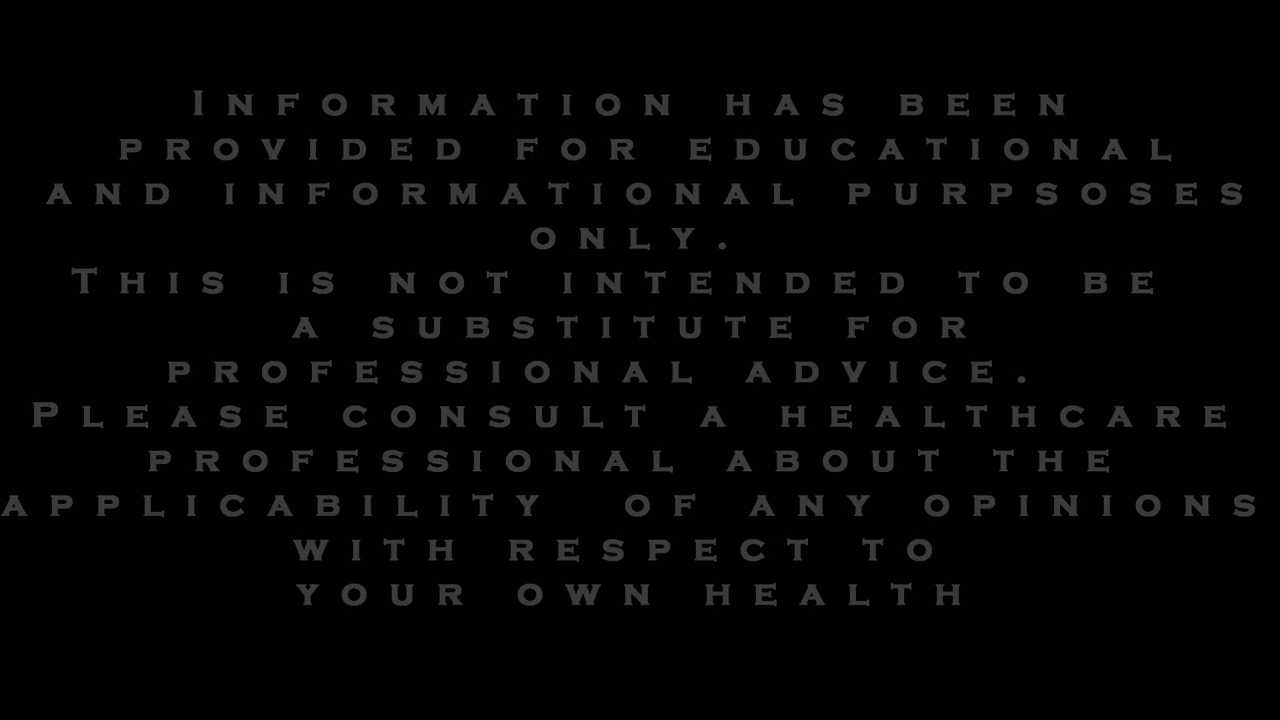 Information has been
provided for educational
and informational purpsoses
only.
This is not intended to be
a substitute for
professional advice.
Please consult a healthcare
professional about the
applicability of any opinions
with respect to
your own health